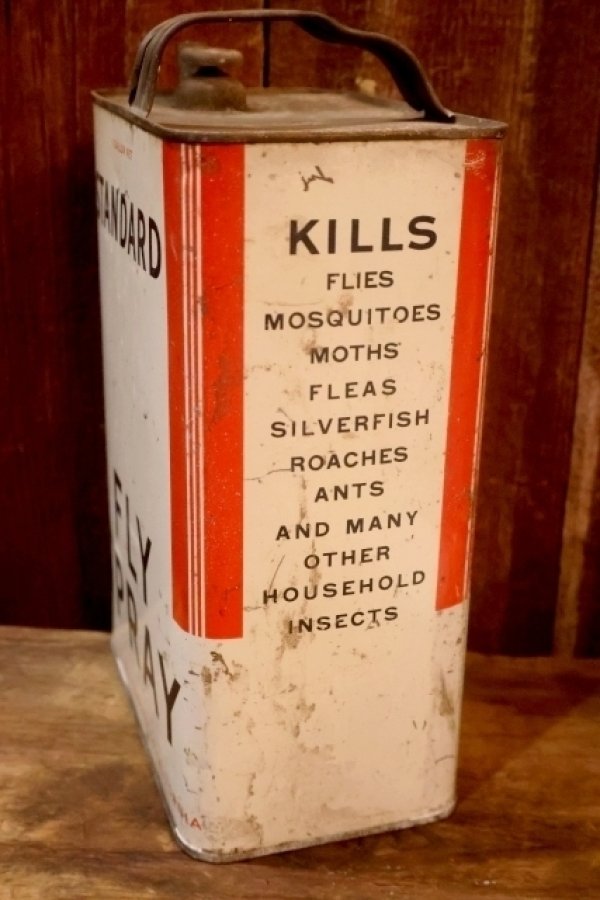 STANDARD
FLY
SPRAY
KILLS
FLIES
MOSQUITOES
MOTHS
FLEAS
SILVERFISH
ROACHES
ANTS
AND MANY
OTHER
HOUSEHOLD
INSECTS